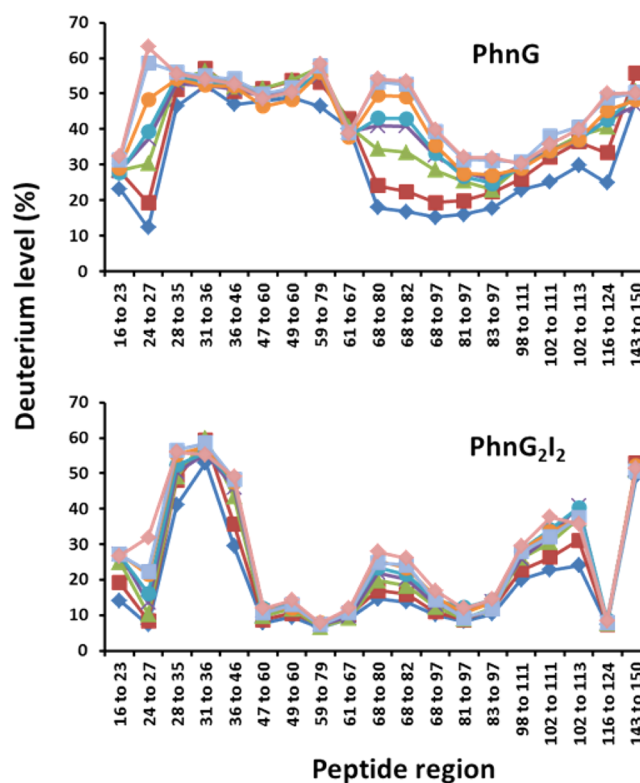 Deuterium level (%)
PhnG
70
60
50
40
30
20
10
0
16 to 23
24 to 27
28 to 35
31 to 36
36 to 46
47 to 60
49 to 60
59 to 79
61 to 67
68 to 80
68 to 82
68 to 97
81 to 97
83 to 97
98 to 111
102 to 111
102 to 113
116 to 124
143 to 150
PhnG₂I₂
70
60
50
40
30
20
10
0
16 to 23
24 to 27
28 to 35
31 to 36
36 to 46
47 to 60
49 to 60
59 to 79
61 to 67
68 to 80
68 to 82
68 to 97
81 to 97
83 to 97
98 to 111
102 to 111
102 to 113
116 to 124
143 to 150
Peptide region